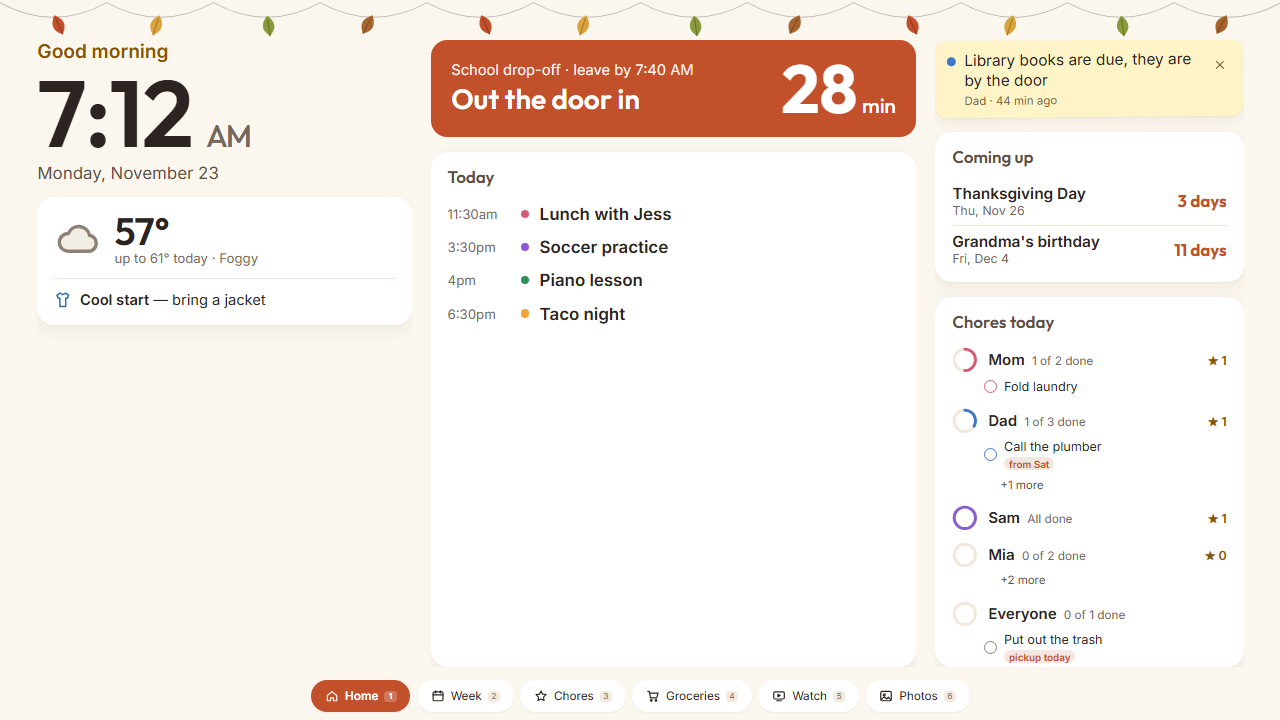 Good morning
7:12 AM
Monday, November 23
57°
up to 61° today · Foggy
Cool start — bring a jacket
School drop-off · leave by 7:40 AM
Out the door in
28 min
Today
11:30am Lunch with Jess
3:30pm Soccer practice
4pm Piano lesson
6:30pm Taco night
Library books are due, they are
by the door
Dad · 44 min ago
Coming up
Thanksgiving Day
Thu, Nov 26
3 days
Grandma's birthday
Fri, Dec 4
11 days
Chores today
Mom 1 of 2 done ★ 1
Fold laundry
Dad 1 of 3 done ★ 1
Call the plumber
from Sat
+1 more
Sam All done ★ 1
Mia 0 of 2 done ★ 0
+2 more
Everyone 0 of 1 done
Put out the trash
pickup today
Home 1 Week 2 Chores 3 Groceries 4 Watch 5 Photos 6